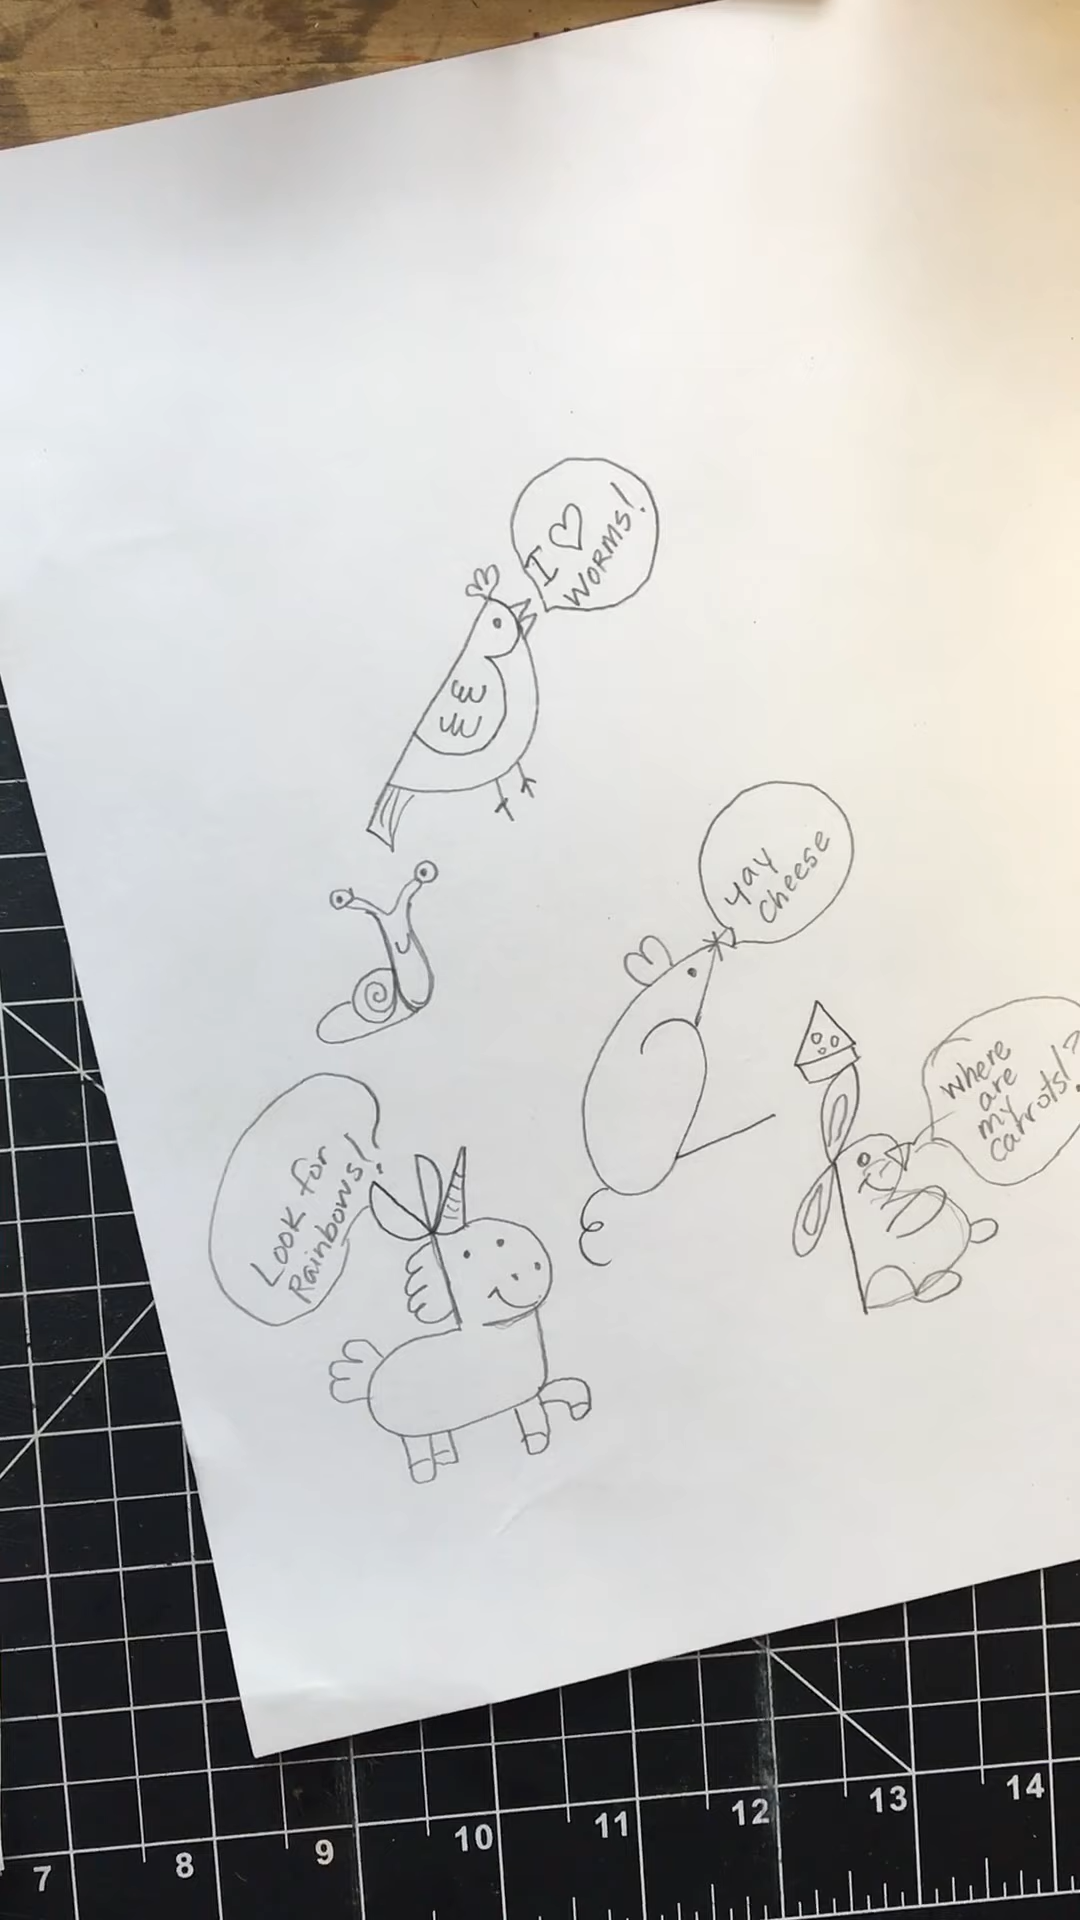 I ♡
WORMS!
yay
cheese
where
are
my
carrots!?
Look for
Rainbows!
7 8 9 10 11 12 13 14